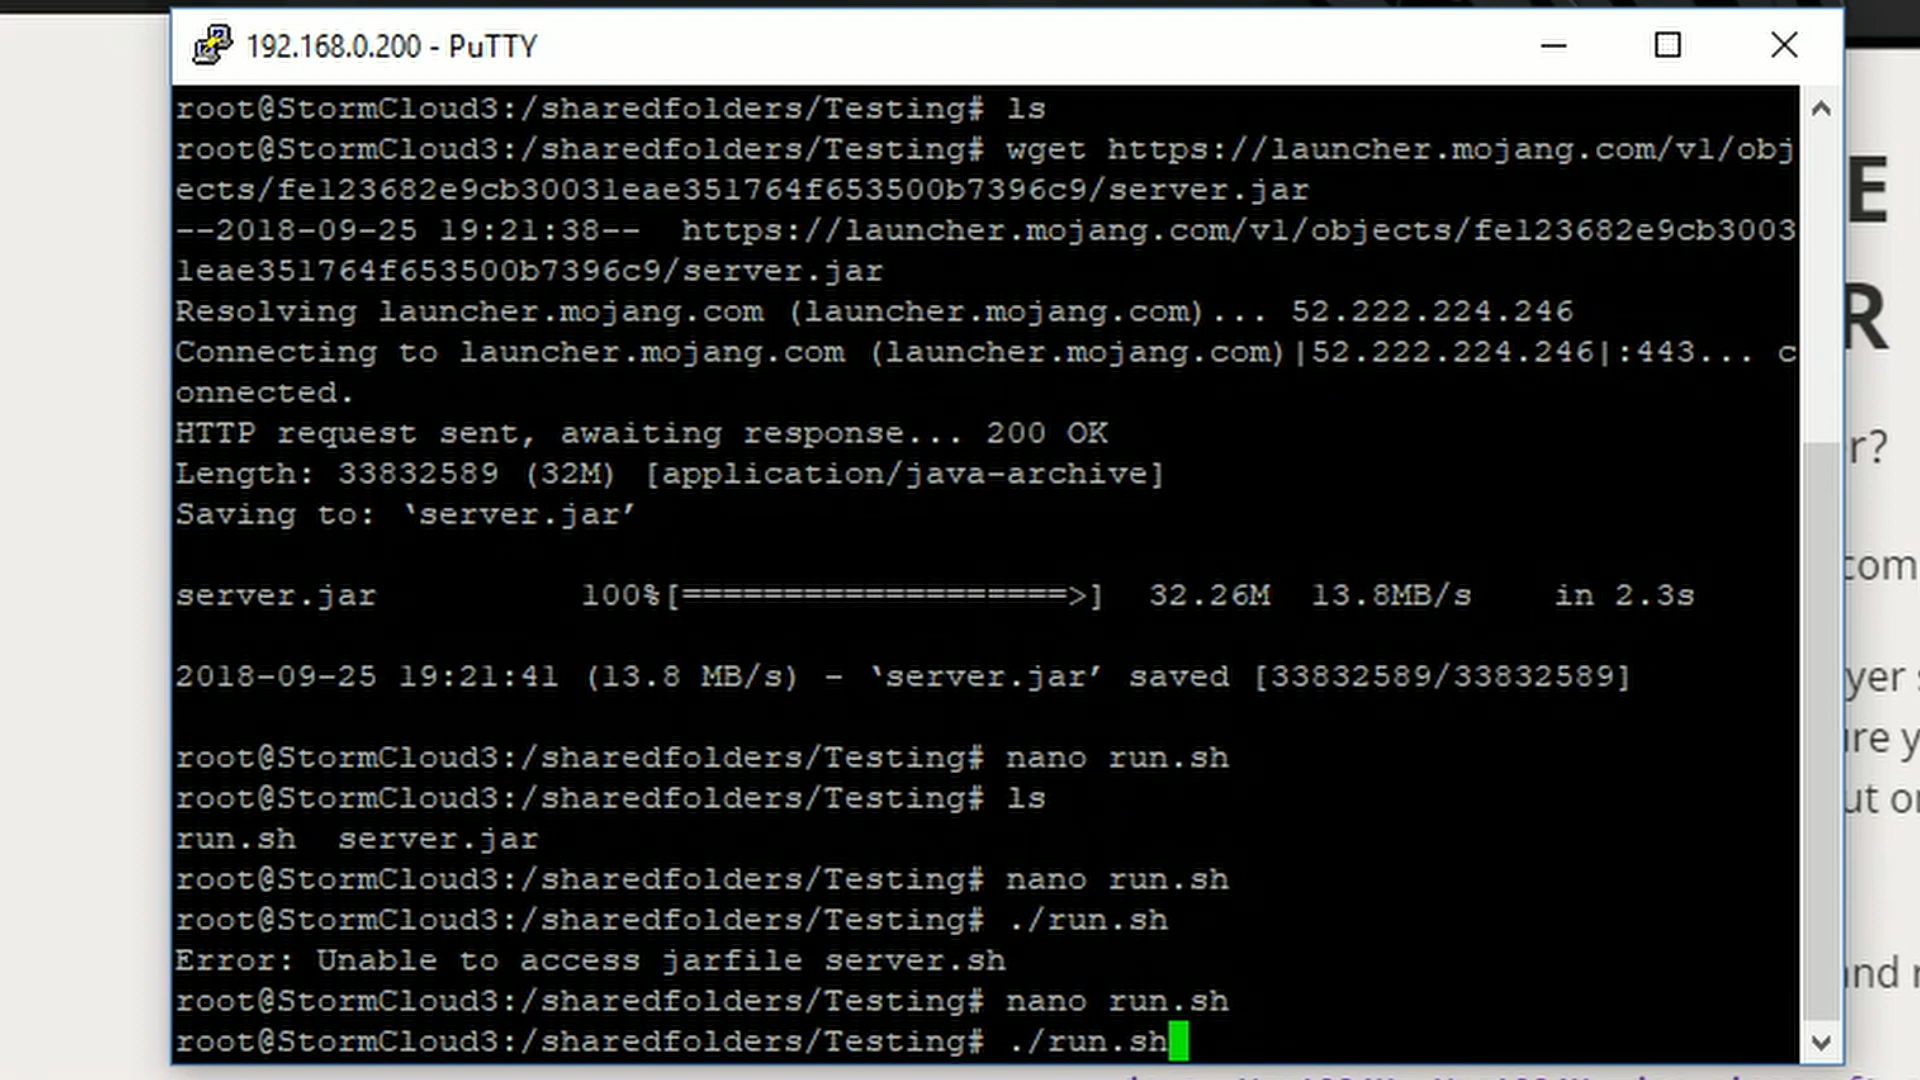 192.168.0.200 - PuTTY
root@StormCloud3:/sharedfolders/Testing# ls
root@StormCloud3:/sharedfolders/Testing# wget https://launcher.mojang.com/v1/obj
ects/fe123682e9cb30031eae351764f653500b7396c9/server.jar
--2018-09-25 19:21:38--  https://launcher.mojang.com/v1/objects/fe123682e9cb3003
1eae351764f653500b7396c9/server.jar
Resolving launcher.mojang.com (launcher.mojang.com)... 52.222.224.246
Connecting to launcher.mojang.com (launcher.mojang.com)|52.222.224.246|:443... c
onnected.
HTTP request sent, awaiting response... 200 OK
Length: 33832589 (32M) [application/java-archive]
Saving to: ‘server.jar’
server.jar          100%[===================>]  32.26M  13.8MB/s    in 2.3s
2018-09-25 19:21:41 (13.8 MB/s) - ‘server.jar’ saved [33832589/33832589]
root@StormCloud3:/sharedfolders/Testing# nano run.sh
root@StormCloud3:/sharedfolders/Testing# ls
run.sh  server.jar
root@StormCloud3:/sharedfolders/Testing# nano run.sh
root@StormCloud3:/sharedfolders/Testing# ./run.sh
Error: Unable to access jarfile server.sh
root@StormCloud3:/sharedfolders/Testing# nano run.sh
root@StormCloud3:/sharedfolders/Testing# ./run.sh
E
R
r?
com
yer s
ire y
ut on
nd r